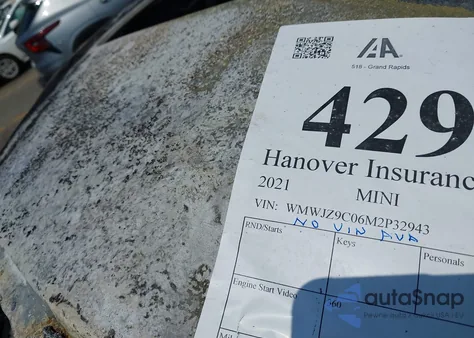 IAA
518 - Grand Rapids
429
Hanover Insuranc
2021 MINI
VIN: WMWJZ9C06M2P32943
NO VIN AVA
RND/Starts Keys Personals
Engine Start Video 360
autoSnap